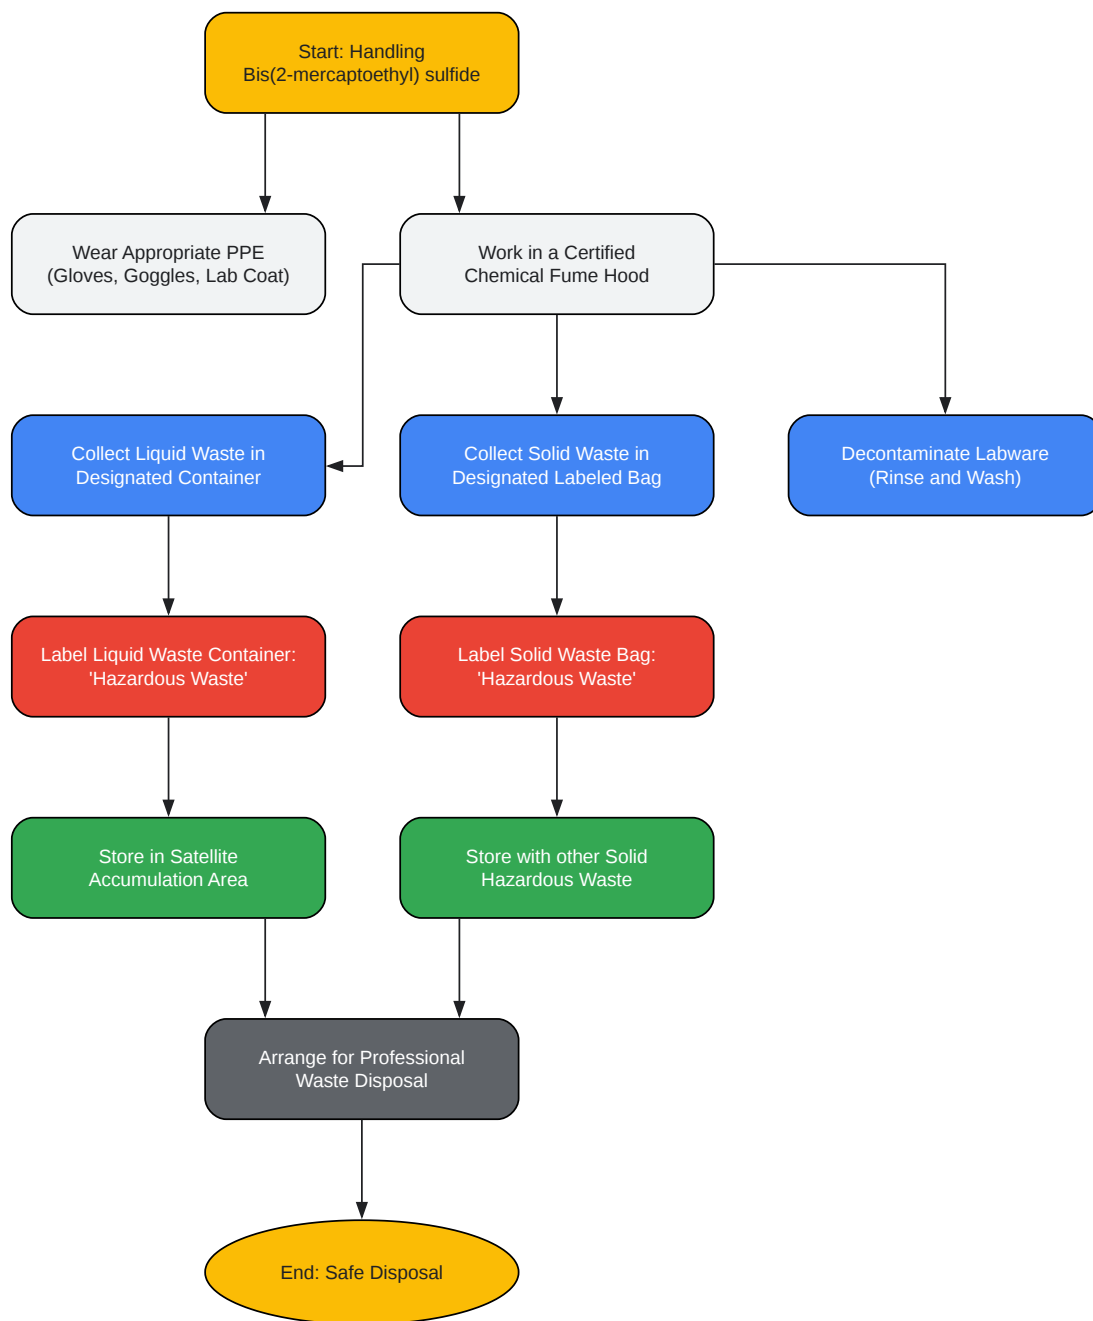 Start: Handling
Bis(2-mercaptoethyl) sulfide
Wear Appropriate PPE
(Gloves, Goggles, Lab Coat)
Work in a Certified
Chemical Fume Hood
Collect Liquid Waste in
Designated Container
Collect Solid Waste in
Designated Labeled Bag
Decontaminate Labware
(Rinse and Wash)
Label Liquid Waste Container:
'Hazardous Waste'
Label Solid Waste Bag:
'Hazardous Waste'
Store in Satellite
Accumulation Area
Store with other Solid
Hazardous Waste
Arrange for Professional
Waste Disposal
End: Safe Disposal